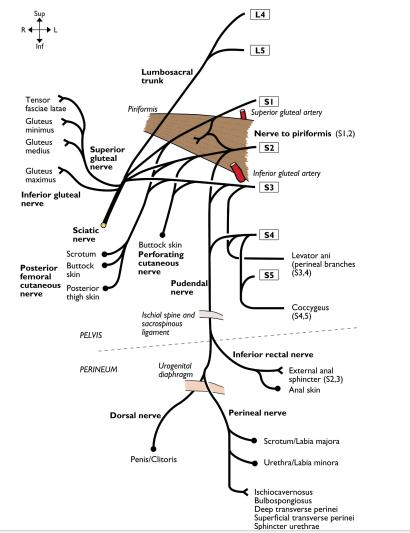 Sup
R
L
Inf
L4
L5
Lumbosacral
trunk
Piriformis
S1
Superior gluteal artery
Tensor
fasciae latae
Gluteus
minimus
Gluteus
medius
Gluteus
maximus
Superior
gluteal
nerve
Inferior gluteal
nerve
Nerve to piriformis (S1,2)
S2
Inferior gluteal artery
S3
Sciatic
nerve
Scrotum
Buttock
skin
Posterior
thigh skin
Posterior
femoral
cutaneous
nerve
Buttock skin
Perforating
cutaneous
nerve
Pudendal
nerve
S4
Levator ani
(perineal branches
(S3,4)
S5
Coccygeus
(S4,5)
Ischial spine and
sacrospinous
ligament
PELVIS
PERINEUM
Urogenital
diaphragm
Inferior rectal nerve
External anal
sphincter (S2,3)
Anal skin
Dorsal nerve
Perineal nerve
Penis/Clitoris
Scrotum/Labia majora
Urethra/Labia minora
Ischiocavernosus
Bulbospongiosus
Deep transverse perinei
Superficial transverse perinei
Sphincter urethrae